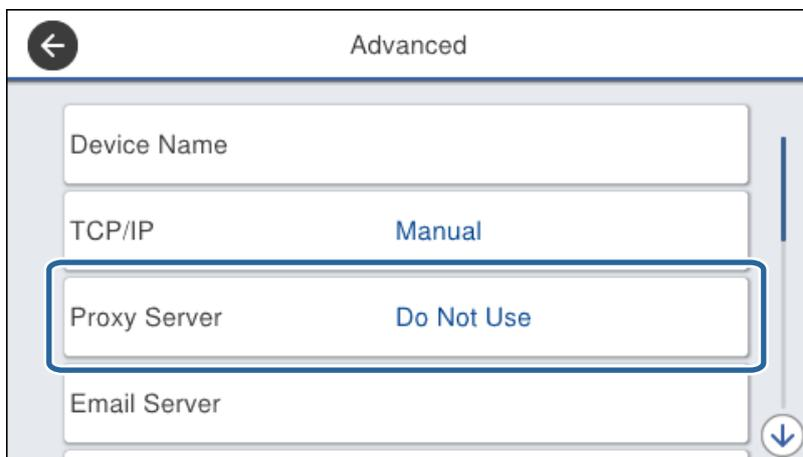 Advanced
Device Name
TCP/IP Manual
Proxy Server Do Not Use
Email Server